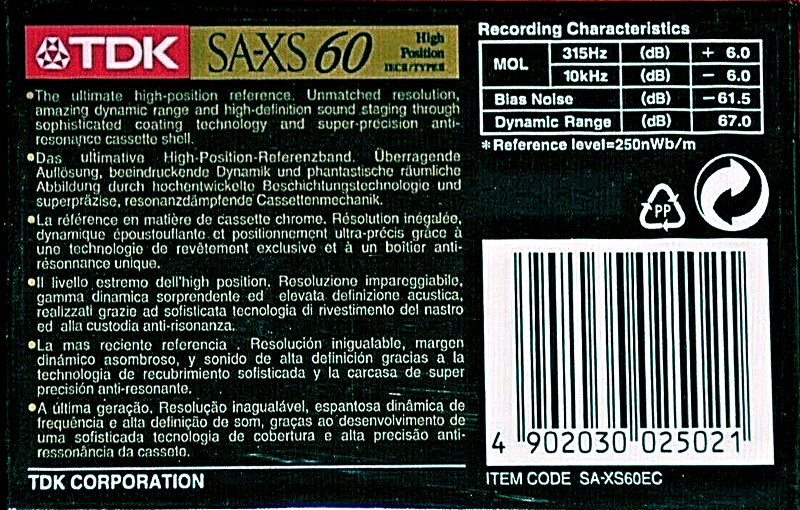 TDK SA-XS 60 High
Position
IECII/TYPEII
•The ultimate high-position reference. Unmatched resolution,
amazing dynamic range and high-definition sound staging through
sophisticated coating technology and super-precision anti-
resonance cassette shell.
•Das ultimative High-Position-Referenzband. Überragende
Auflösung, beeindruckende Dynamik und phantastische räumliche
Abbildung durch hochentwickelte Beschichtungstechnologie und
superpräzise, resonanzdämpfende Cassettenmechanik.
•La référence en matière de cassette chrome. Résolution inégalée,
dynamique époustouflante et positionnement ultra-précis grâce à
une technologie de revêtement exclusive et à un boîtier anti-
résonnance unique.
•Il livello estremo dell'high position. Resoluzione impareggiabile,
gamma dinamica sorprendente ed elevata definizione acustica,
realizzati grazie ad sofisticata tecnologia di rivestimento del nastro
ed alla custodia anti-risonanza.
•La mas reciente referencia . Resolución inigualable, margen
dinámico asombroso, y sonido de alta definición gracias a la
technologia de recubrimiento sofisticada y la carcasa de super
precisión anti-resonante.
•A última geração. Resolução inagualável, espantosa dinâmica de
frequência e alta definição de som, graças ao desenvolvimento de
uma sofisticada tecnologia de cobertura e alta precisão anti-
ressonância da cassete.
TDK CORPORATION
Recording Characteristics
MOL 315Hz (dB) + 6.0
10kHz (dB) − 6.0
Bias Noise (dB) −61.5
Dynamic Range (dB) 67.0
*Reference level=250nWb/m
PP
4 902030 025021
ITEM CODE SA-XS60EC